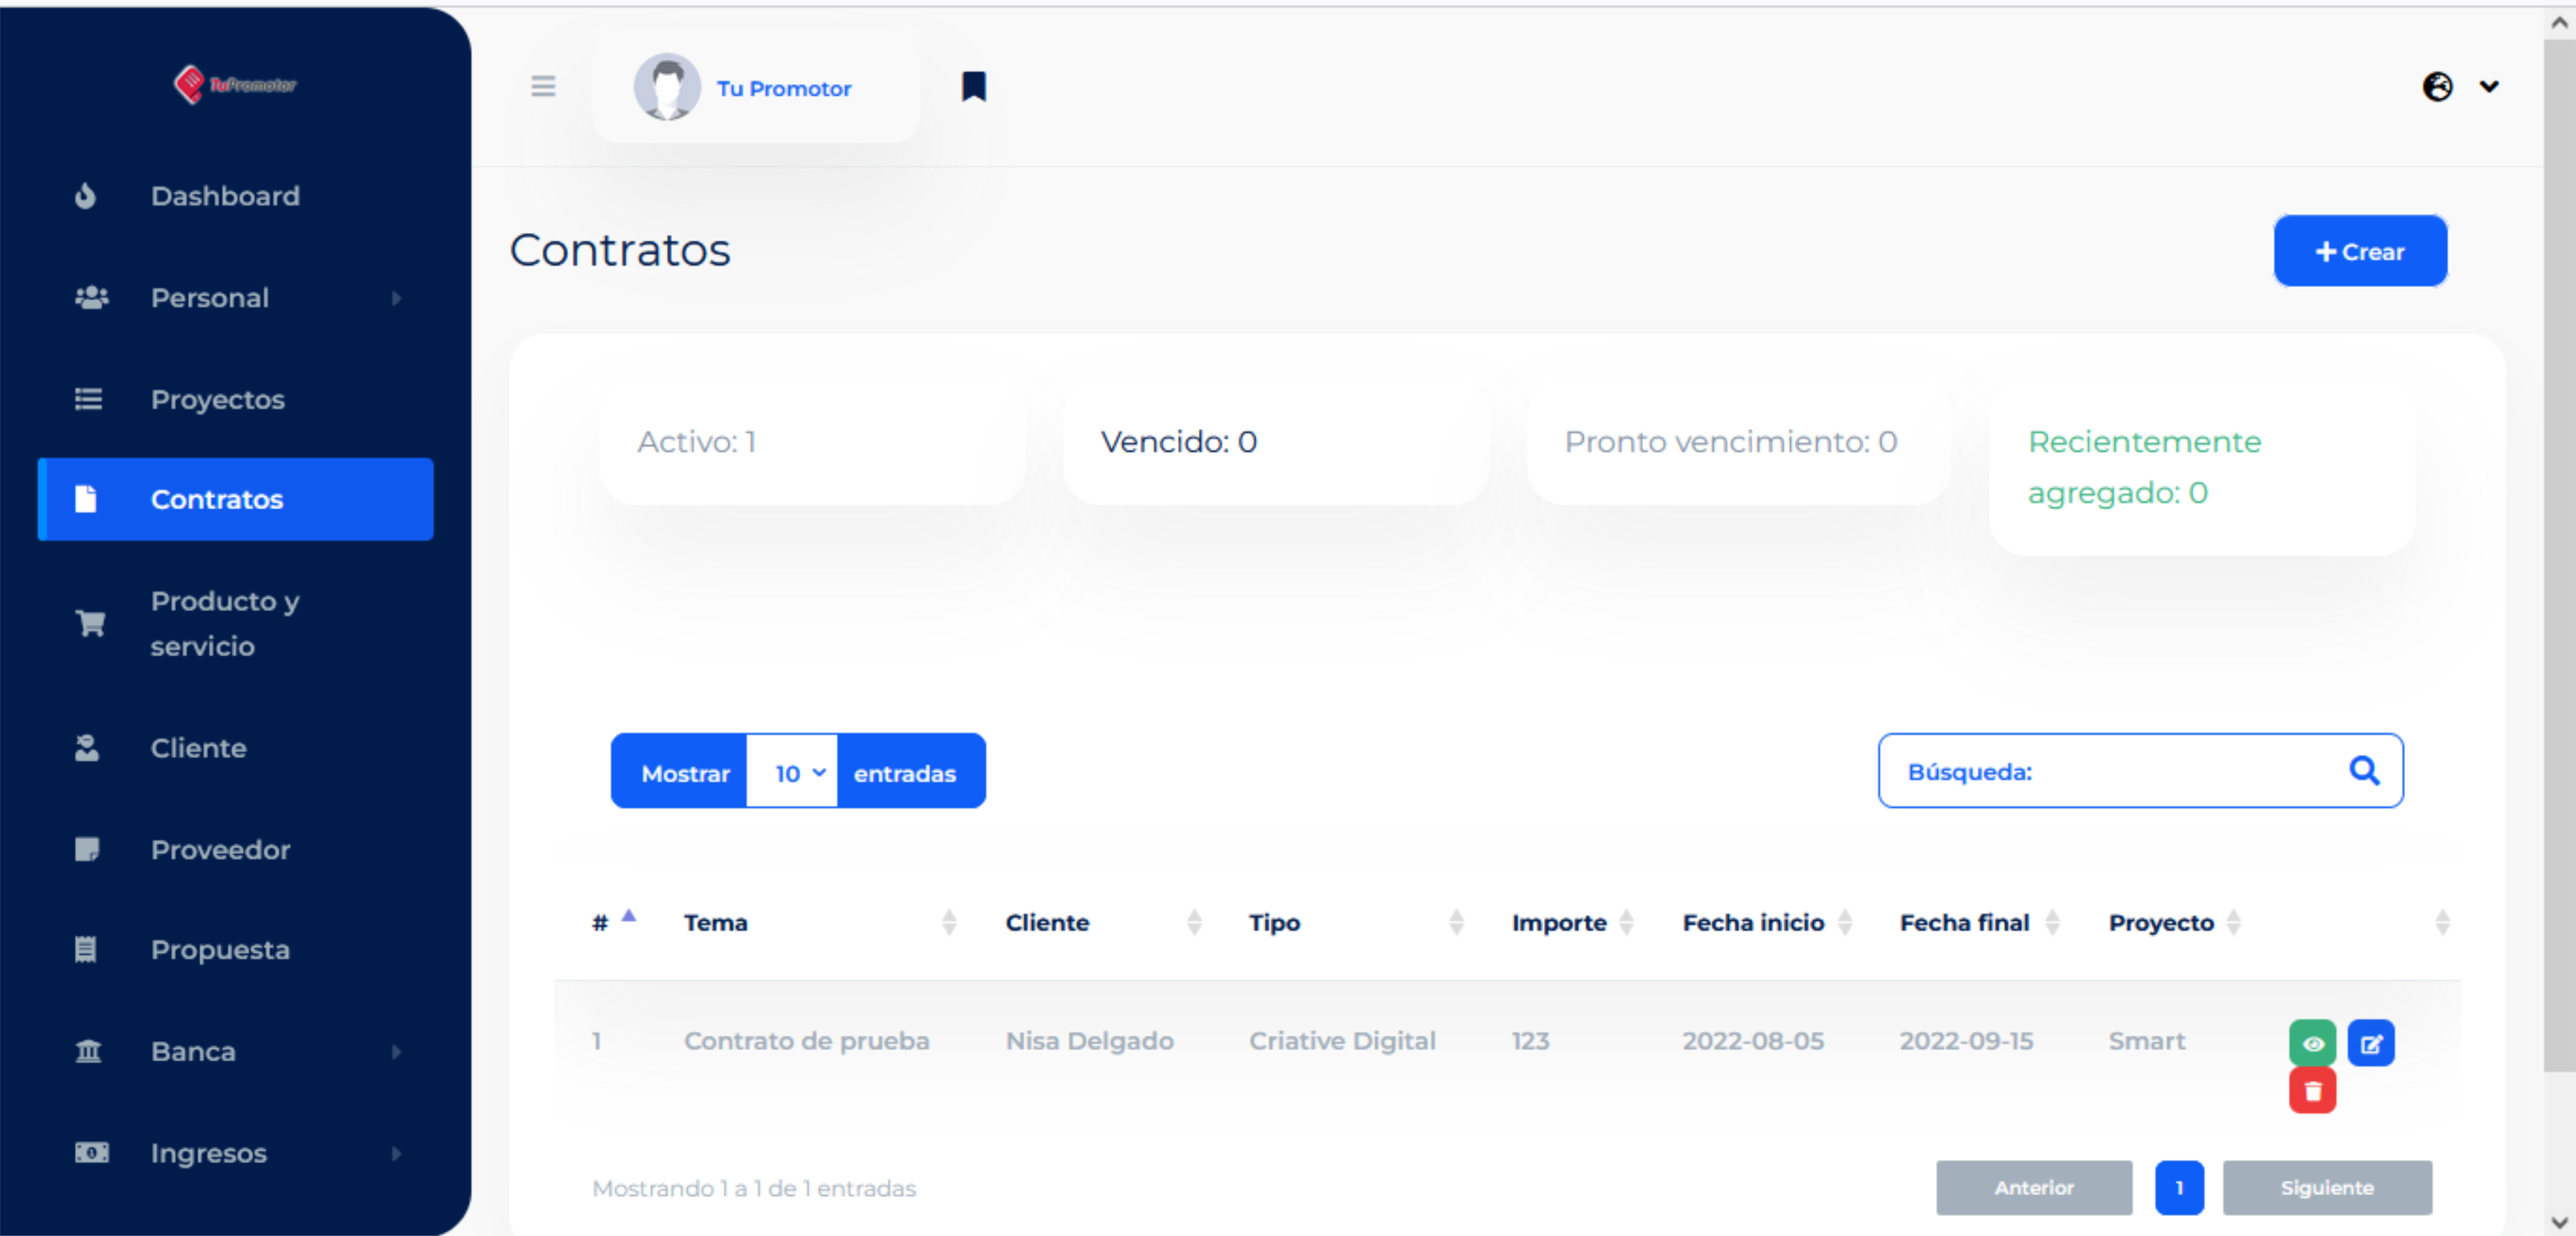 TuPromotor
Tu Promotor
Dashboard
Personal
Proyectos
Contratos
Producto y
servicio
Cliente
Proveedor
Propuesta
Banca
Ingresos
Contratos
+ Crear
Activo: 1
Vencido: 0
Pronto vencimiento: 0
Recientemente
agregado: 0
Mostrar 10 entradas
Búsqueda:
# Tema Cliente Tipo Importe Fecha inicio Fecha final Proyecto
1 Contrato de prueba Nisa Delgado Criative Digital 123 2022-08-05 2022-09-15 Smart
Mostrando 1 a 1 de 1 entradas
Anterior 1 Siguiente